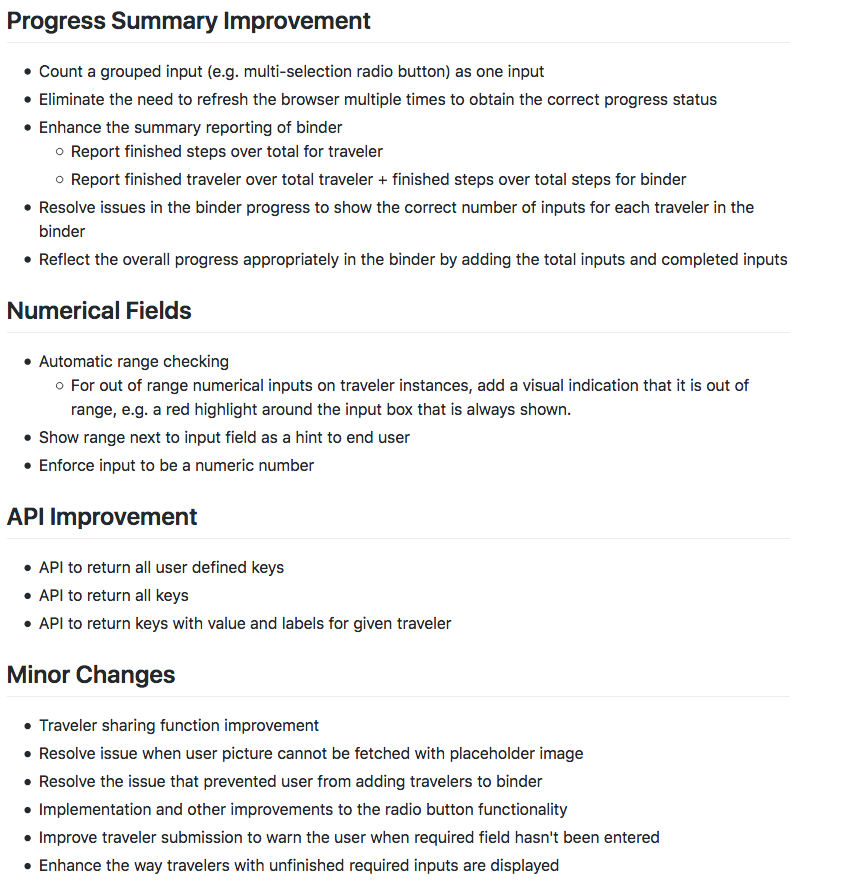 Progress Summary Improvement
Count a grouped input (e.g. multi-selection radio button) as one input
Eliminate the need to refresh the browser multiple times to obtain the correct progress status
Enhance the summary reporting of binder
Report finished steps over total for traveler
Report finished traveler over total traveler + finished steps over total steps for binder
Resolve issues in the binder progress to show the correct number of inputs for each traveler in the
binder
Reflect the overall progress appropriately in the binder by adding the total inputs and completed inputs
Numerical Fields
Automatic range checking
For out of range numerical inputs on traveler instances, add a visual indication that it is out of
range, e.g. a red highlight around the input box that is always shown.
Show range next to input field as a hint to end user
Enforce input to be a numeric number
API Improvement
API to return all user defined keys
API to return all keys
API to return keys with value and labels for given traveler
Minor Changes
Traveler sharing function improvement
Resolve issue when user picture cannot be fetched with placeholder image
Resolve the issue that prevented user from adding travelers to binder
Implementation and other improvements to the radio button functionality
Improve traveler submission to warn the user when required field hasn't been entered
Enhance the way travelers with unfinished required inputs are displayed